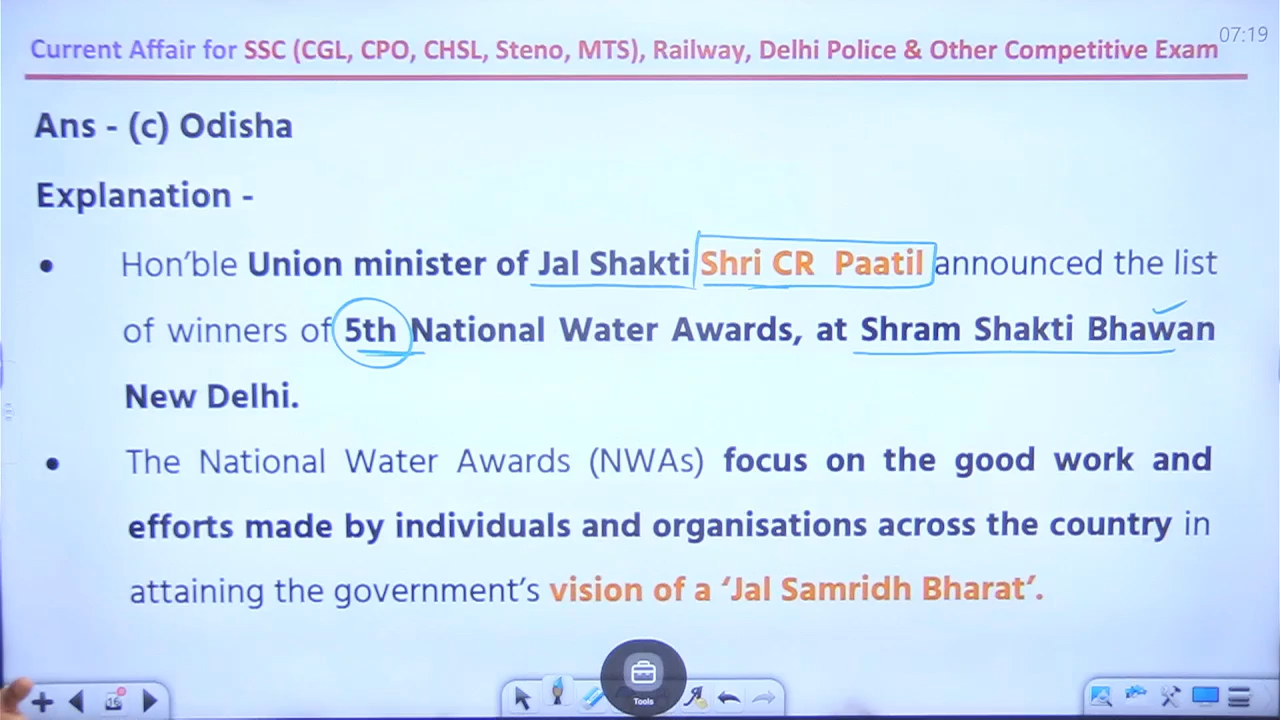 Current Affair for SSC (CGL, CPO, CHSL, Steno, MTS), Railway, Delhi Police & Other Competitive Exam
07:19
Ans - (c) Odisha
Explanation -
• Hon’ble Union minister of Jal Shakti Shri CR Paatil announced the list
of winners of 5th National Water Awards, at Shram Shakti Bhawan
New Delhi.
• The National Water Awards (NWAs) focus on the good work and
efforts made by individuals and organisations across the country in
attaining the government’s vision of a ‘Jal Samridh Bharat’.
16
Tools